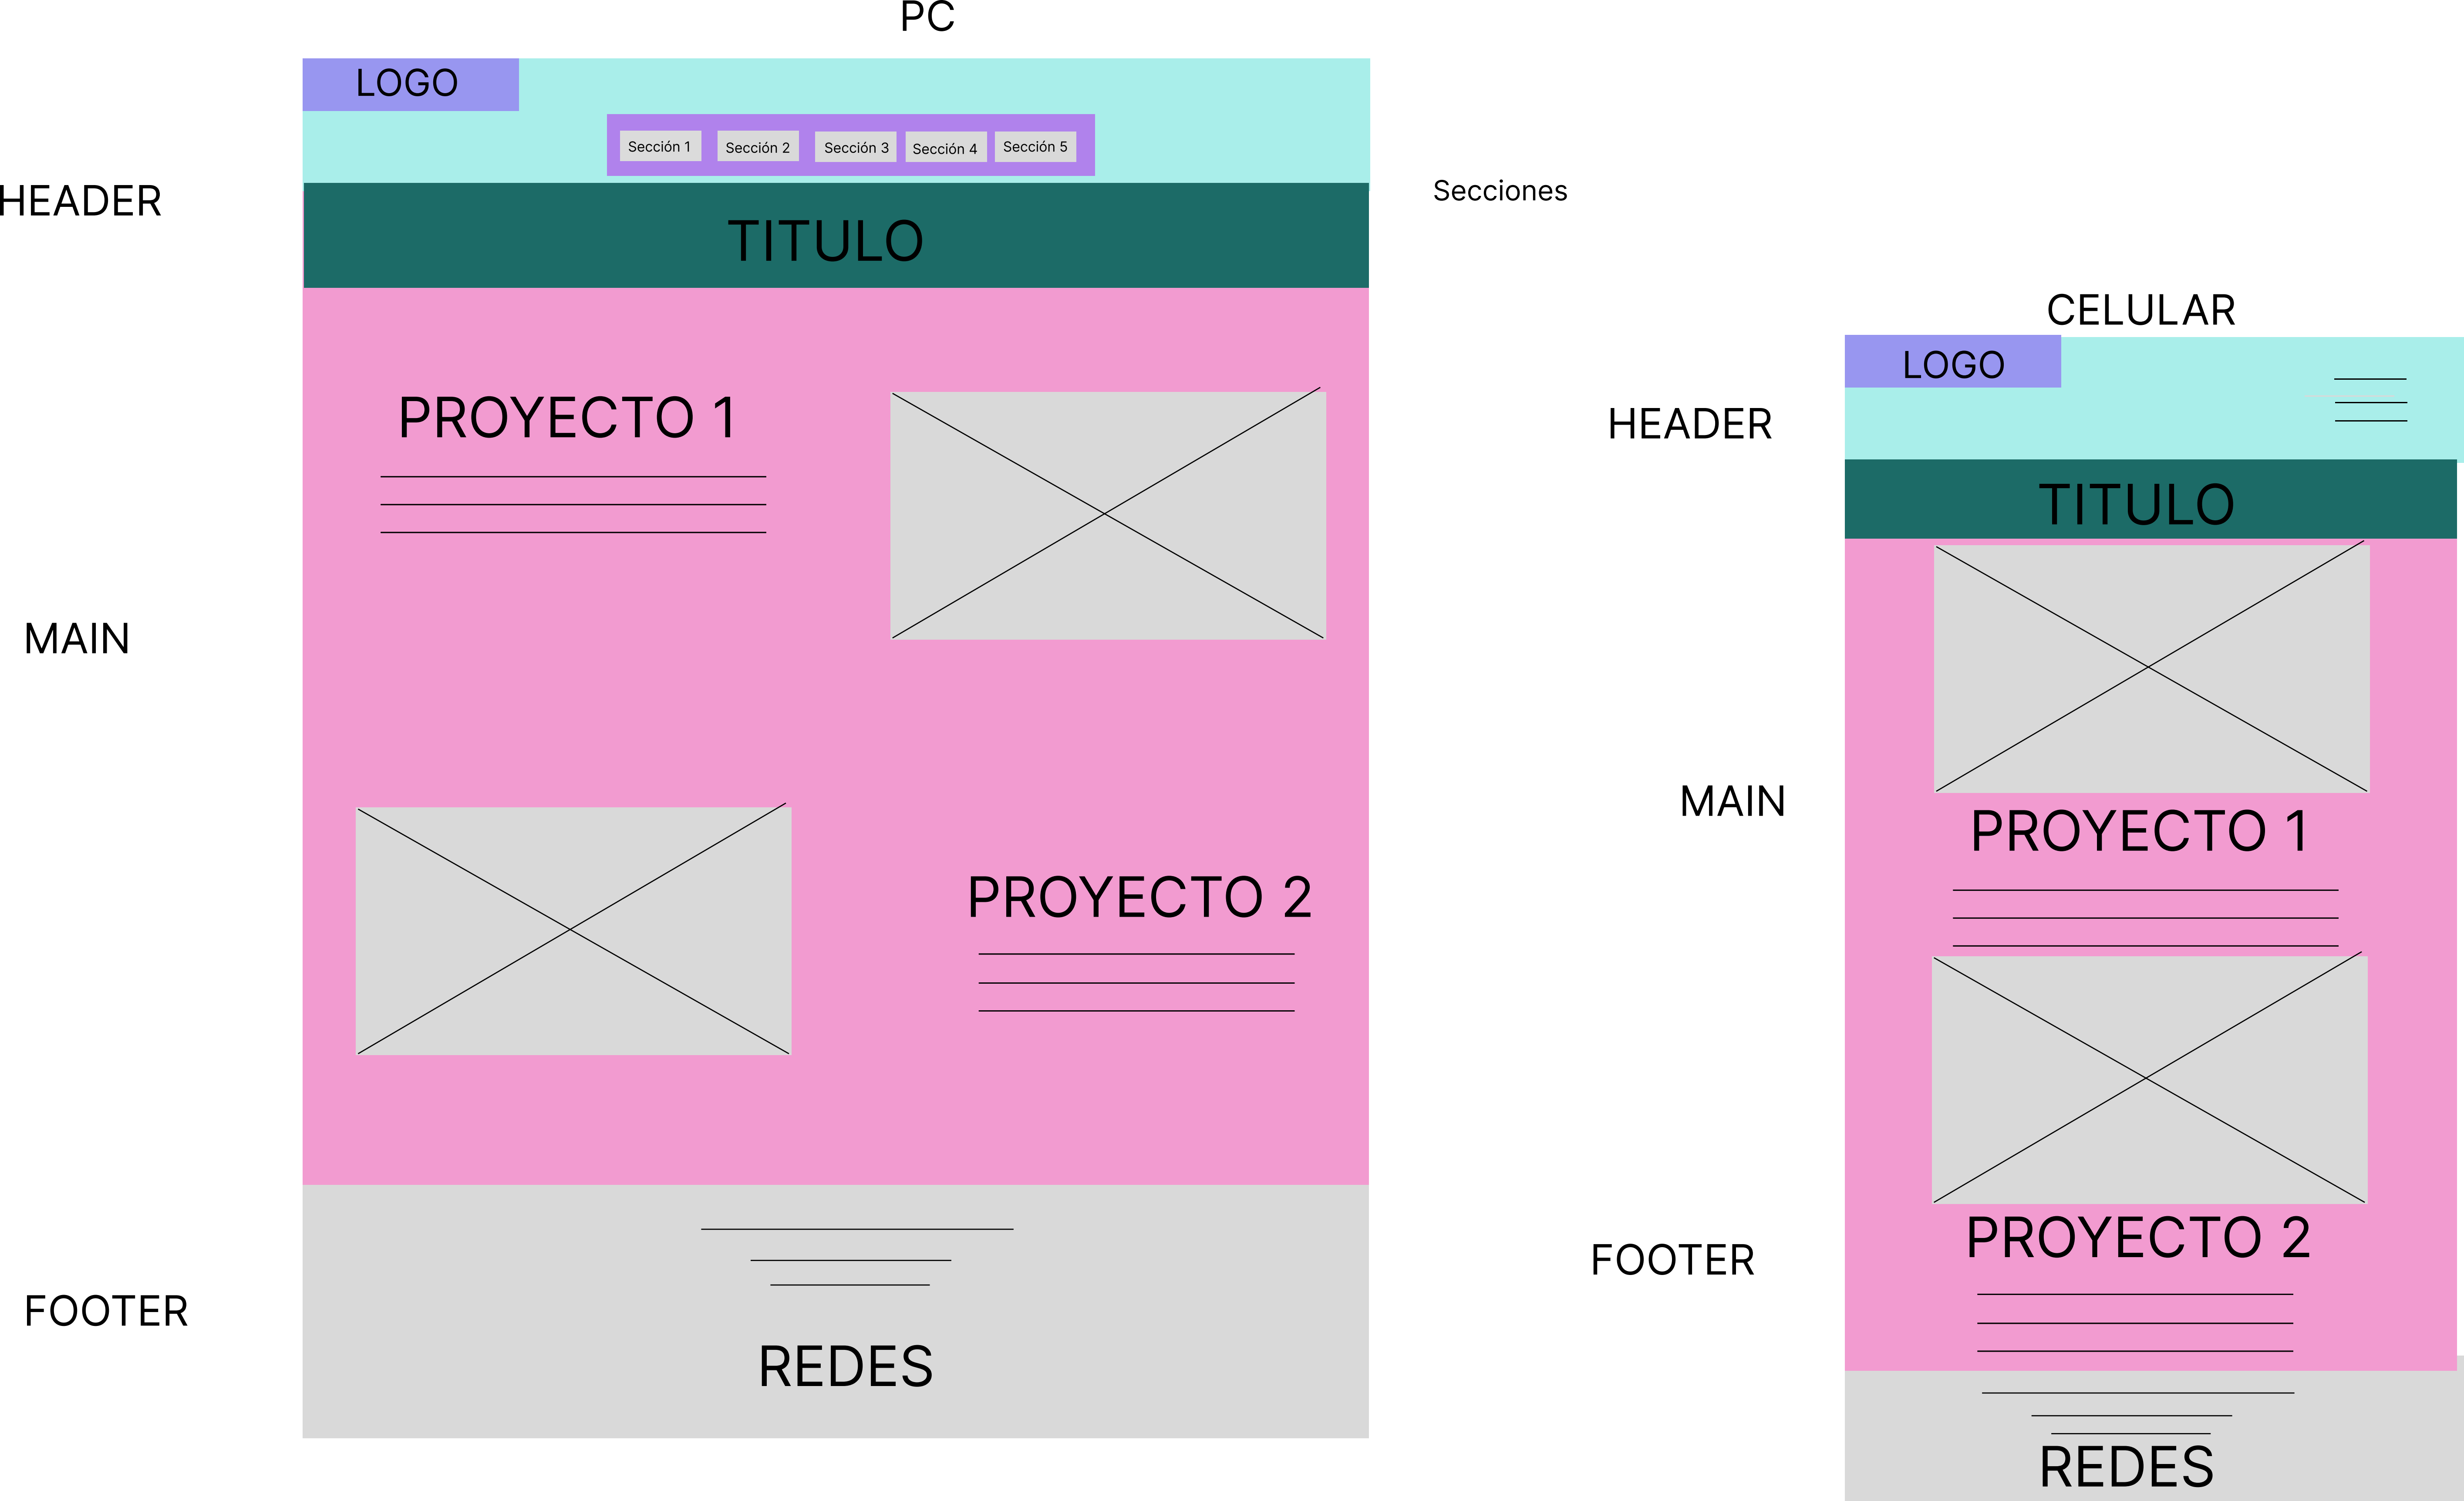 PC
LOGO
Sección 1
Sección 2
Sección 3
Sección 4
Sección 5
HEADER
TITULO
Secciones
PROYECTO 1
MAIN
PROYECTO 2
FOOTER
REDES
CELULAR
LOGO
HEADER
TITULO
MAIN
PROYECTO 1
PROYECTO 2
FOOTER
REDES